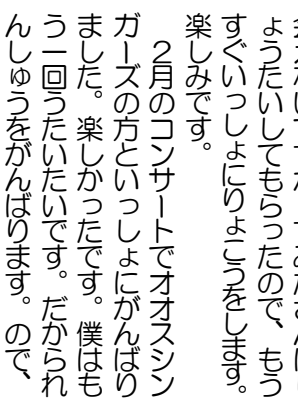 ょうたいしてもらったので、もう
すぐいっしょにりょこうをします。
楽しみです。
２月のコンサートでオオスシン
ガーズの方といっしょにがんばり
ました。楽しかったです。僕はも
う一回うたいたいです。だかられ
んしゅうをがんばります。ので、